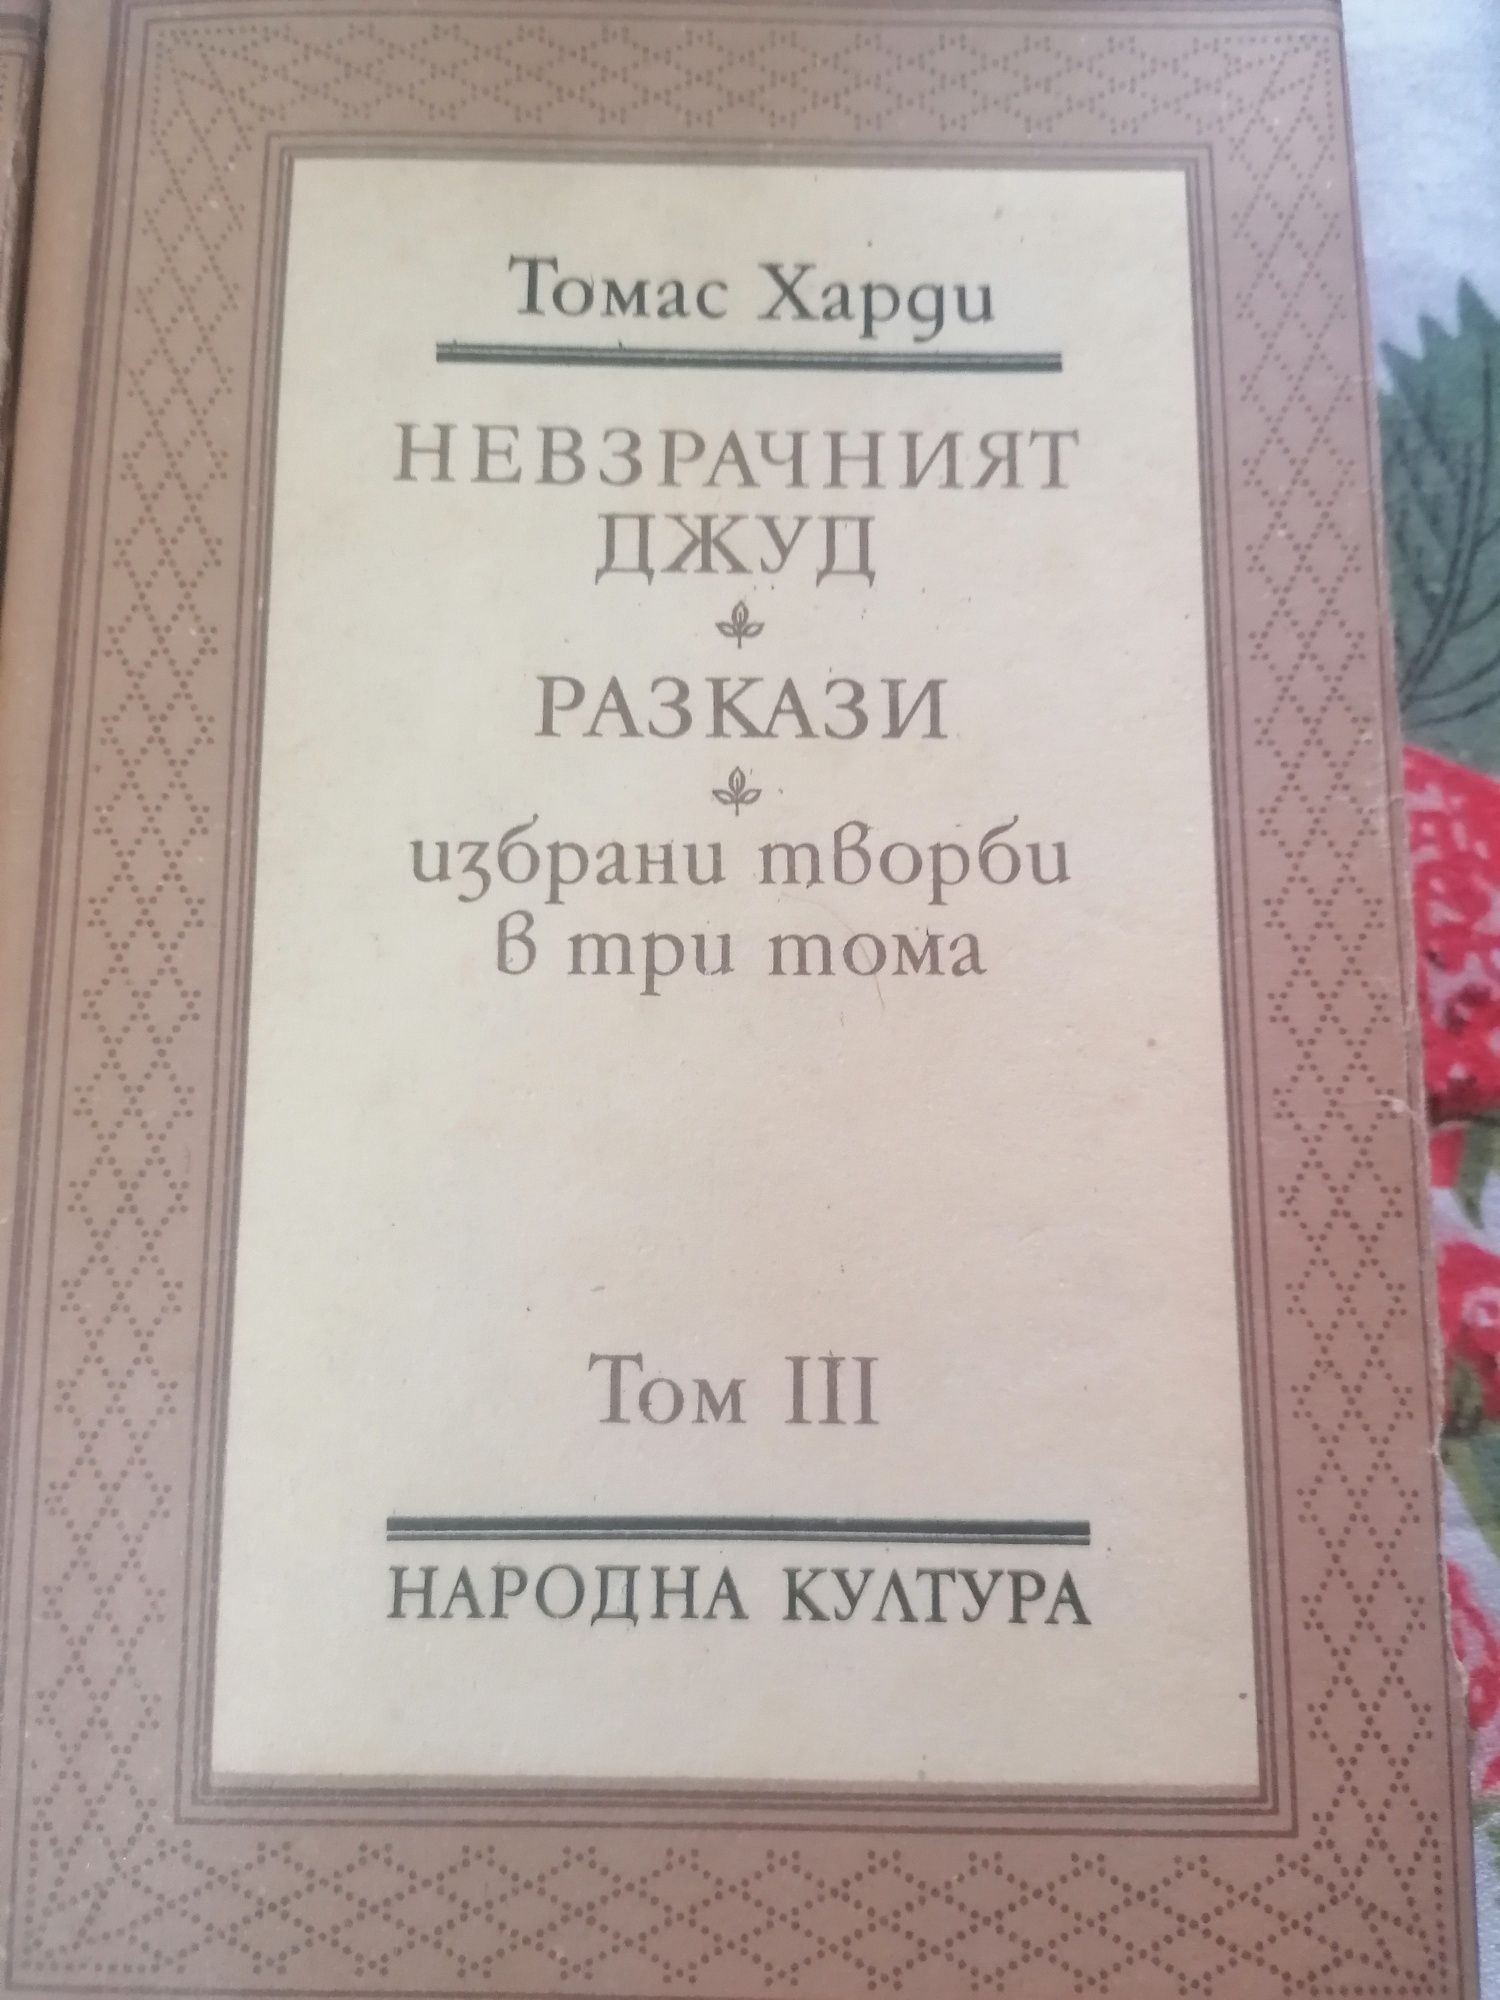 Томас Харди
НЕВЗРАЧНИЯТ
ДЖУД
РАЗКАЗИ
избрани творби
в три тома
Том III
НАРОДНА КУЛТУРА